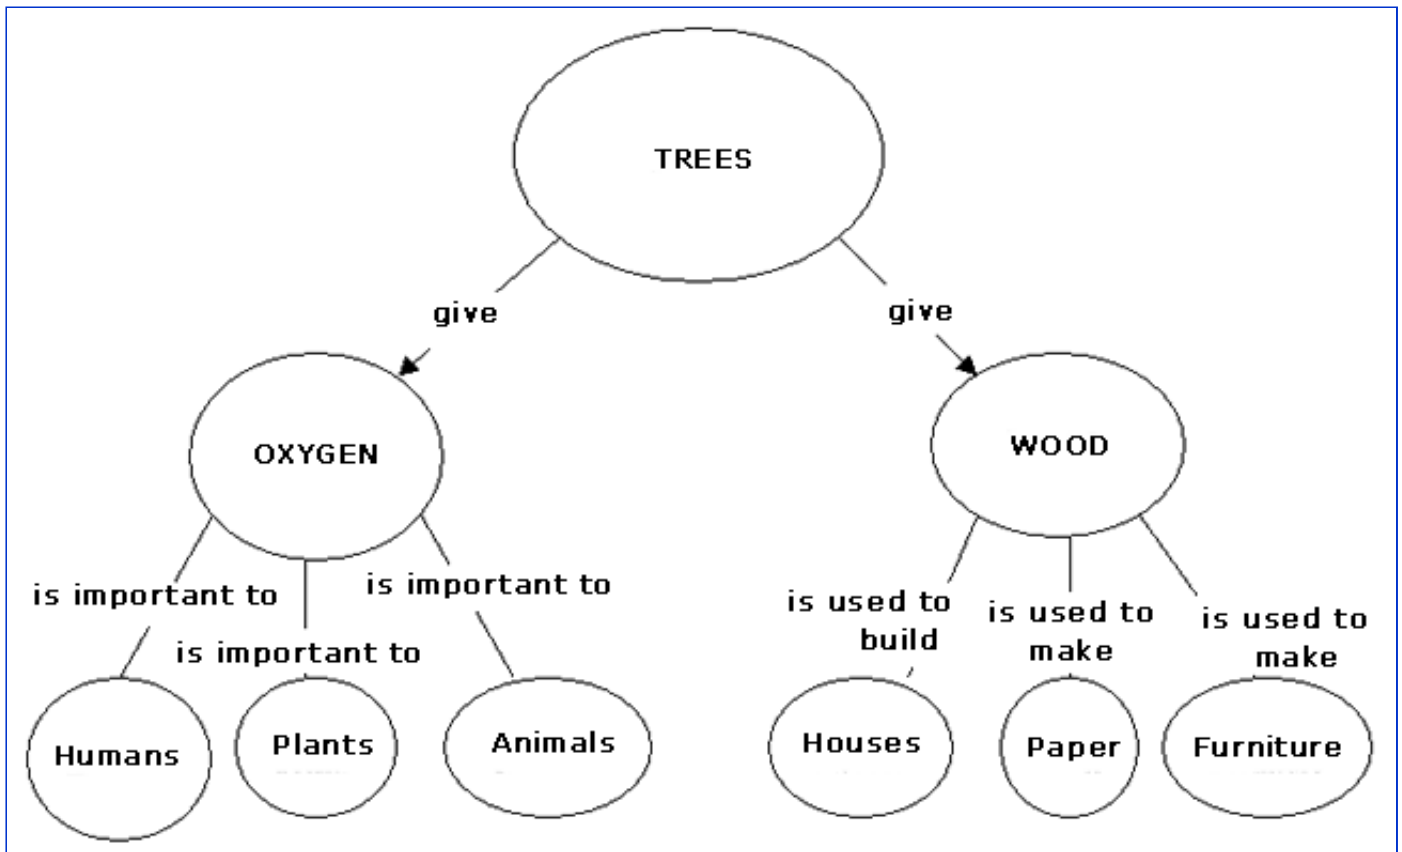 TREES
give
give
OXYGEN
WOOD
is important to
is important to
is important to
is used to
build
is used to
make
is used to
make
Humans
Plants
Animals
Houses
Paper
Furniture